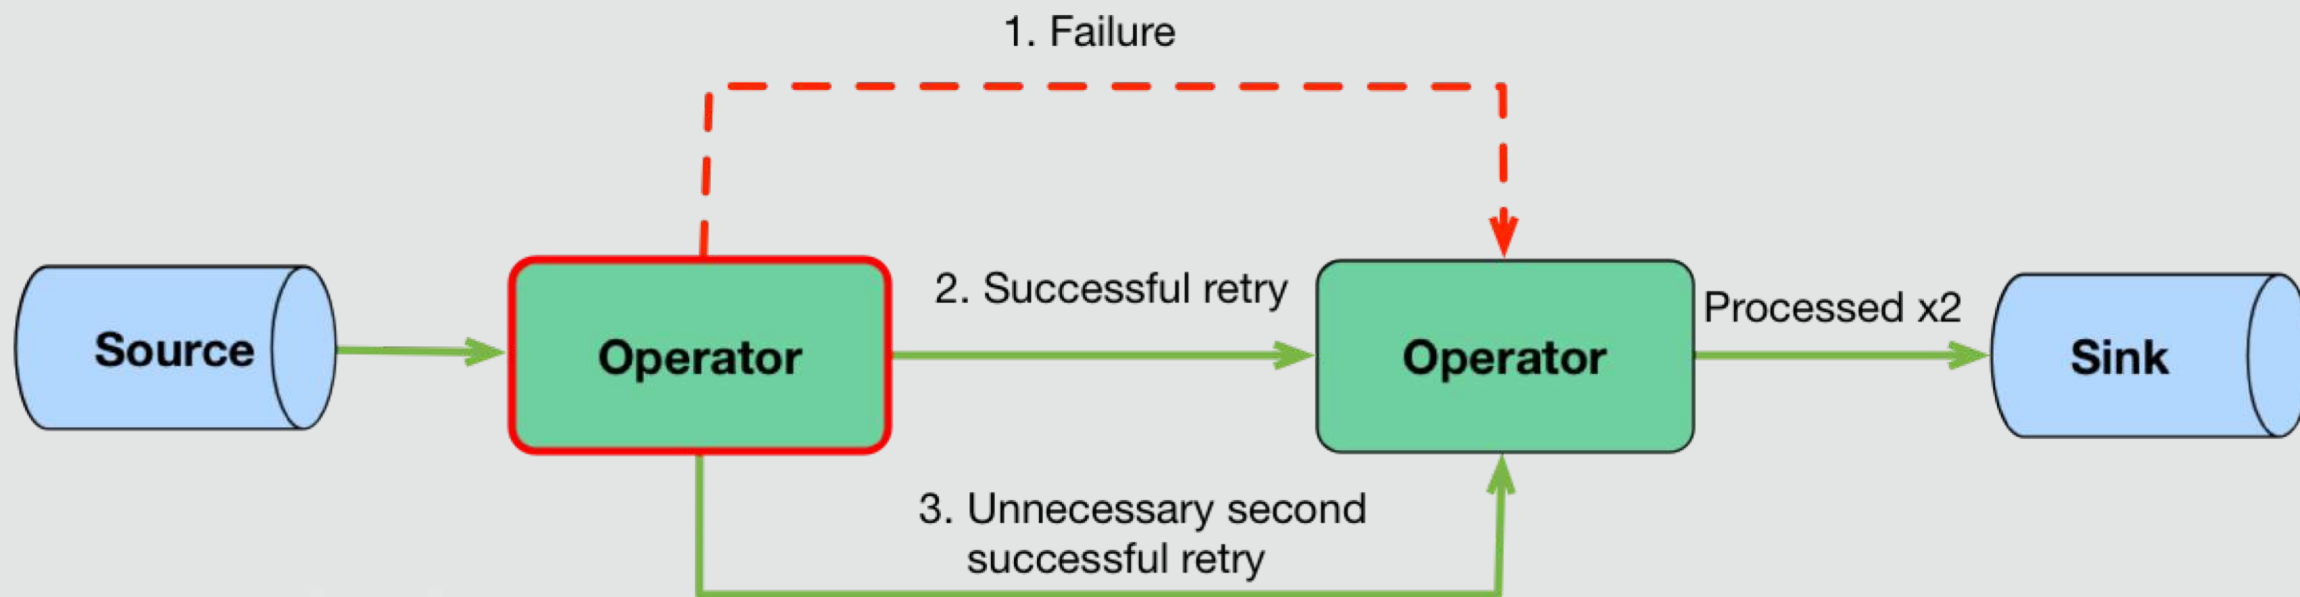 1. Failure
2. Successful retry
Processed x2
Source
Operator
Operator
Sink
3. Unnecessary second
successful retry